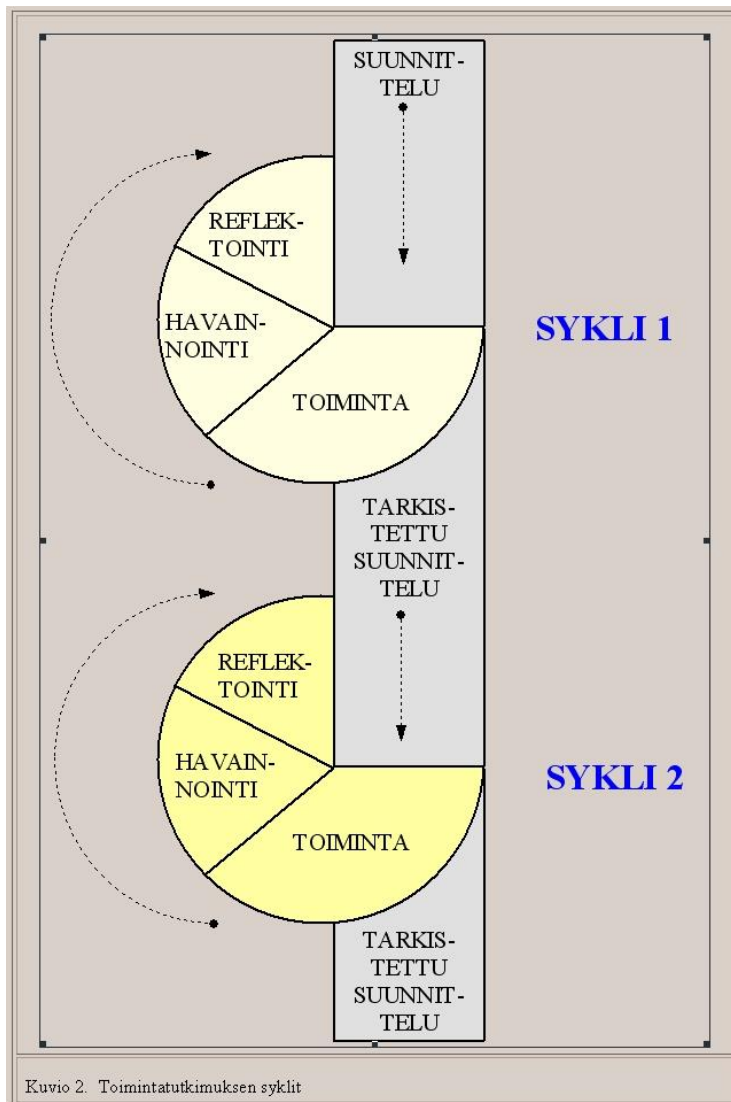 SUUNNIT-
TELU
REFLEK-
TOINTI
HAVAIN-
NOINTI
SYKLI 1
TOIMINTA
TARKIS-
TETTU
SUUNNIT-
TELU
REFLEK-
TOINTI
HAVAIN-
NOINTI
SYKLI 2
TOIMINTA
TARKIS-
TETTU
SUUNNIT-
TELU
Kuvio 2. Toimintatutkimuksen syklit